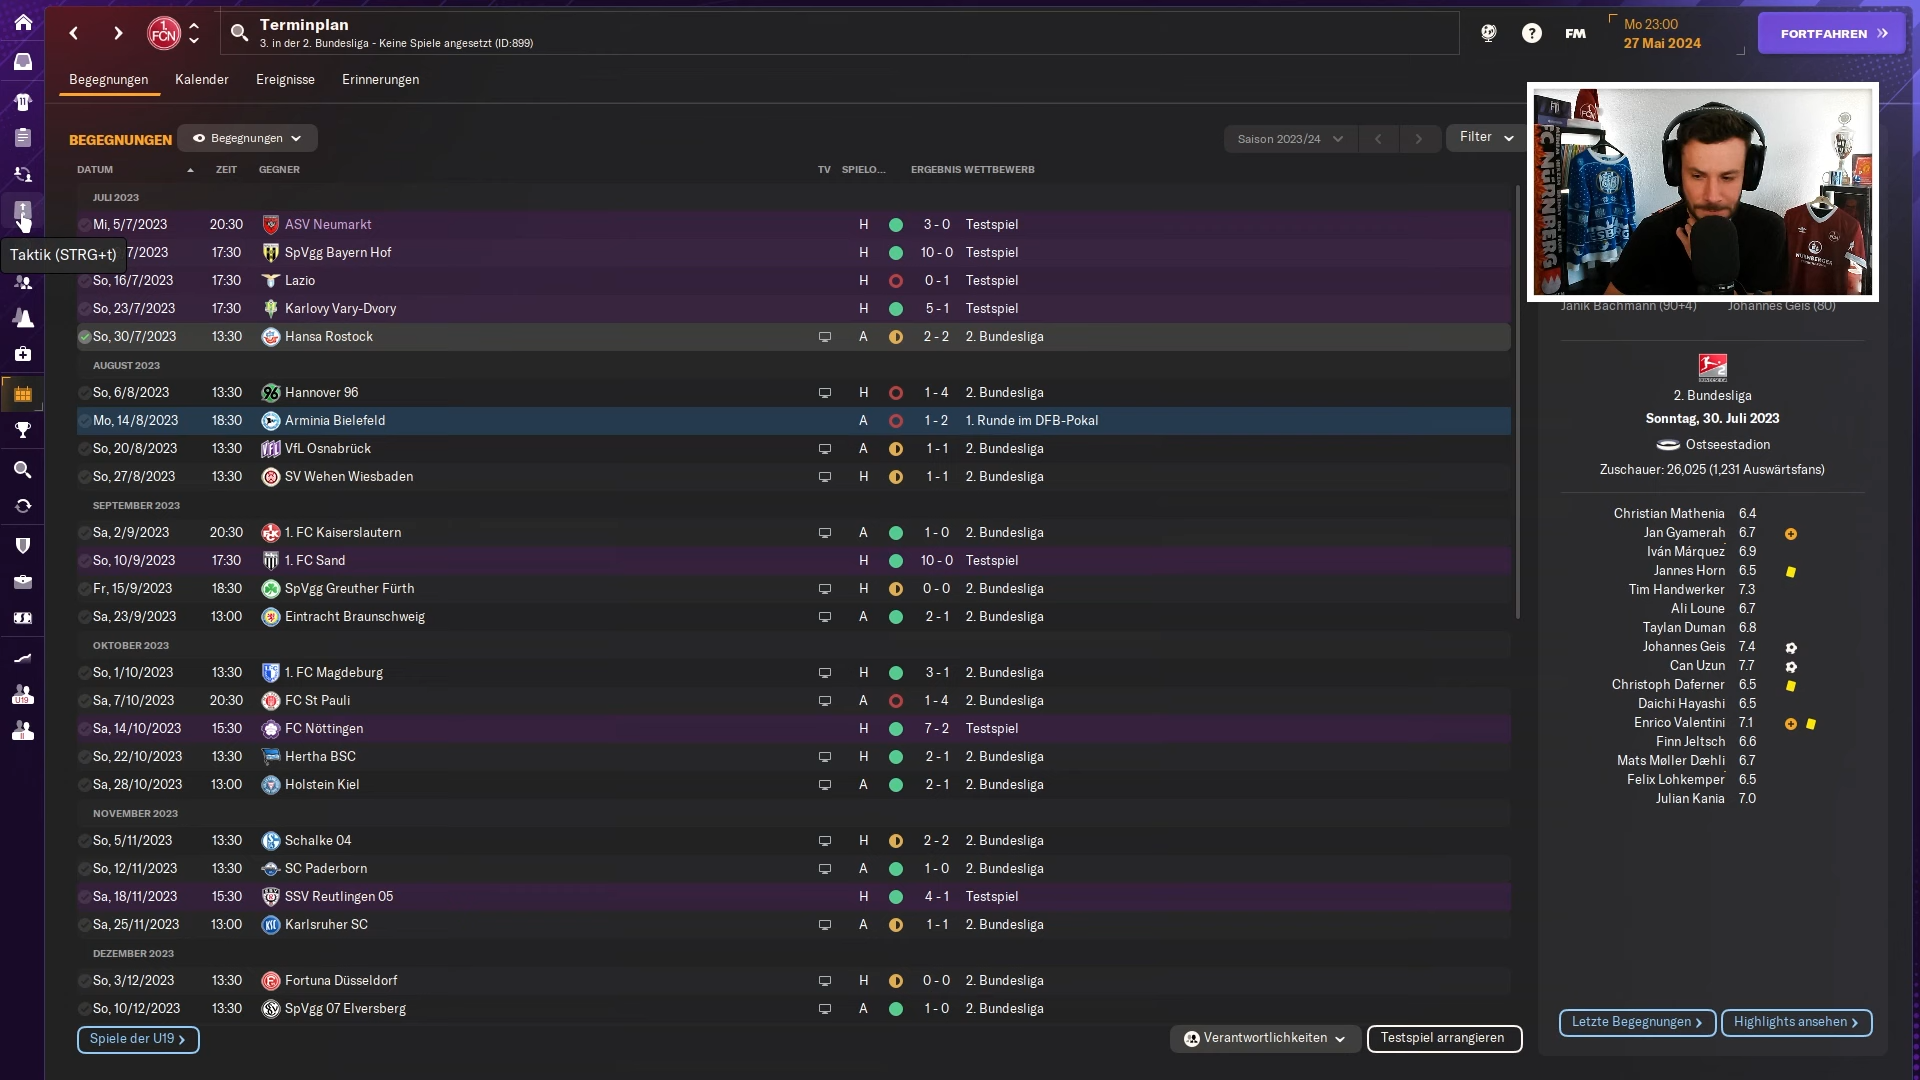 1. FCN
Terminplan
3. in der 2. Bundesliga - Keine Spiele angesetzt (ID:899)
FM
Mo 23:00
27 Mai 2024
FORTFAHREN
Begegnungen Kalender Ereignisse Erinnerungen
BEGEGNUNGEN Begegnungen Saison 2023/24 Filter
DATUM ZEIT GEGNER TV SPIELO... ERGEBNIS WETTBEWERB
JULI 2023
Mi, 5/7/2023 20:30 ASV Neumarkt H 3 - 0 Testspiel
Taktik (STRG+t)
7/2023 17:30 SpVgg Bayern Hof H 10 - 0 Testspiel
So, 16/7/2023 17:30 Lazio H 0 - 1 Testspiel
So, 23/7/2023 17:30 Karlovy Vary-Dvory H 5 - 1 Testspiel
So, 30/7/2023 13:30 Hansa Rostock A 2 - 2 2. Bundesliga
AUGUST 2023
So, 6/8/2023 13:30 Hannover 96 H 1 - 4 2. Bundesliga
Mo, 14/8/2023 18:30 Arminia Bielefeld A 1 - 2 1. Runde im DFB-Pokal
So, 20/8/2023 13:30 VfL Osnabrück A 1 - 1 2. Bundesliga
So, 27/8/2023 13:30 SV Wehen Wiesbaden H 1 - 1 2. Bundesliga
SEPTEMBER 2023
Sa, 2/9/2023 20:30 1. FC Kaiserslautern A 1 - 0 2. Bundesliga
So, 10/9/2023 17:30 1. FC Sand H 10 - 0 Testspiel
Fr, 15/9/2023 18:30 SpVgg Greuther Fürth H 0 - 0 2. Bundesliga
Sa, 23/9/2023 13:00 Eintracht Braunschweig A 2 - 1 2. Bundesliga
OKTOBER 2023
So, 1/10/2023 13:30 1. FC Magdeburg H 3 - 1 2. Bundesliga
Sa, 7/10/2023 20:30 FC St Pauli A 1 - 4 2. Bundesliga
Sa, 14/10/2023 15:30 FC Nöttingen H 7 - 2 Testspiel
So, 22/10/2023 13:30 Hertha BSC H 2 - 1 2. Bundesliga
Sa, 28/10/2023 13:00 Holstein Kiel A 2 - 1 2. Bundesliga
NOVEMBER 2023
So, 5/11/2023 13:30 Schalke 04 H 2 - 2 2. Bundesliga
So, 12/11/2023 13:30 SC Paderborn A 1 - 0 2. Bundesliga
Sa, 18/11/2023 15:30 SSV Reutlingen 05 H 4 - 1 Testspiel
Sa, 25/11/2023 13:00 Karlsruher SC A 1 - 1 2. Bundesliga
DEZEMBER 2023
So, 3/12/2023 13:30 Fortuna Düsseldorf H 0 - 0 2. Bundesliga
So, 10/12/2023 13:30 SpVgg 07 Elversberg A 1 - 0 2. Bundesliga
Spiele der U19
Verantwortlichkeiten
Testspiel arrangieren
U19
II
FC NÜRNBERG
Janik Bachmann (90+4) Johannes Geis (80)
2. Bundesliga
Sonntag, 30. Juli 2023
Ostseestadion
Zuschauer: 26,025 (1,231 Auswärtsfans)
Christian Mathenia 6.4
Jan Gyamerah 6.7
Iván Márquez 6.9
Jannes Horn 6.5
Tim Handwerker 7.3
Ali Loune 6.7
Taylan Duman 6.8
Johannes Geis 7.4
Can Uzun 7.7
Christoph Daferner 6.5
Daichi Hayashi 6.5
Enrico Valentini 7.1
Finn Jeltsch 6.6
Mats Møller Dæhli 6.7
Felix Lohkemper 6.5
Julian Kania 7.0
Letzte Begegnungen
Highlights ansehen